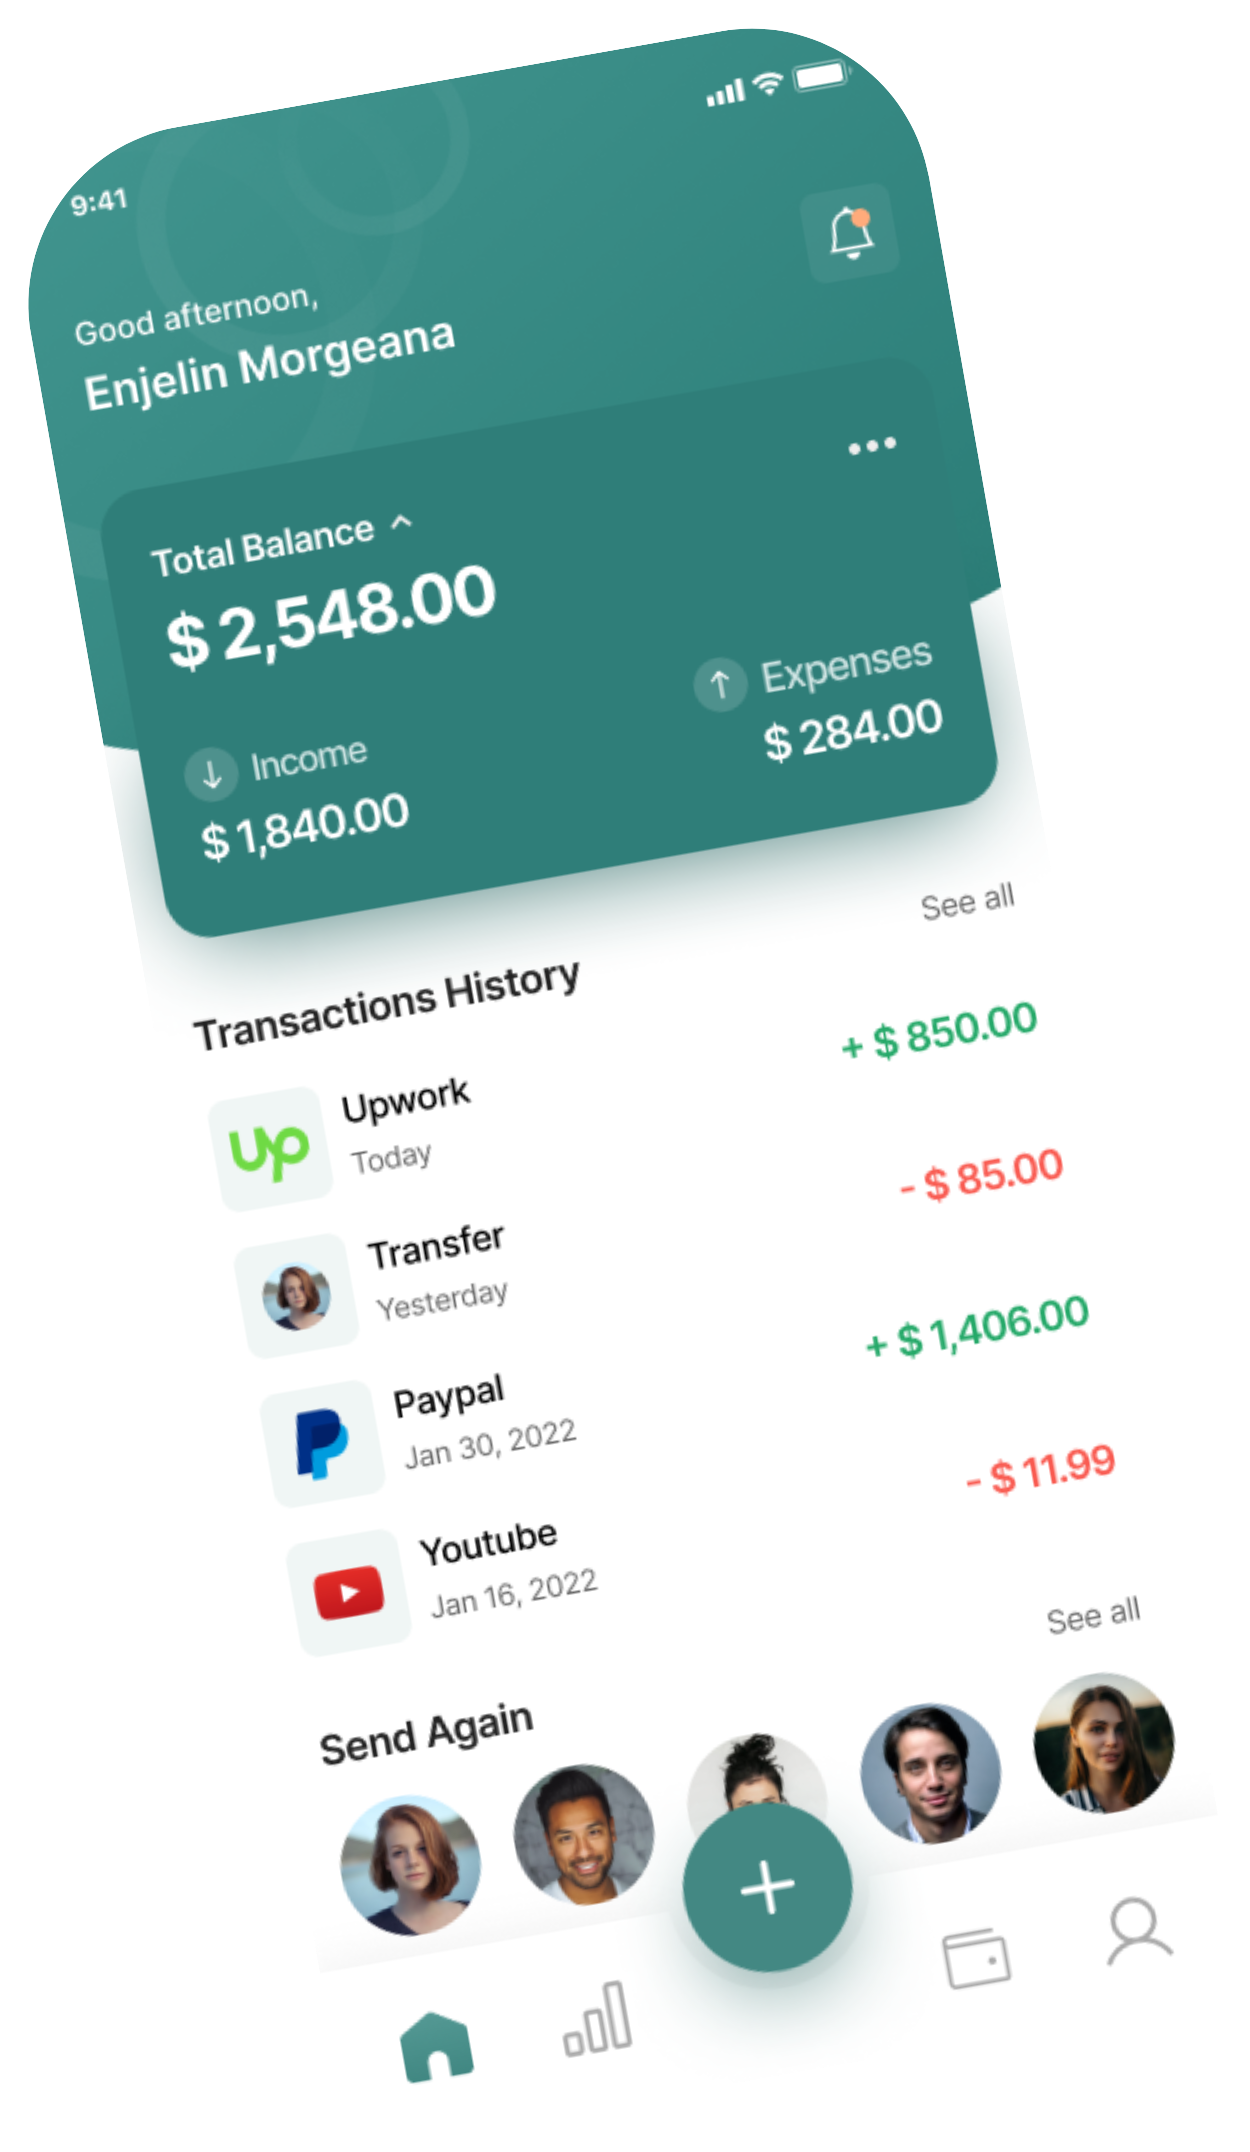 9:41
Good afternoon,
Enjelin Morgeana
Total Balance
$ 2,548.00
Income
$ 1,840.00
Expenses
$ 284.00
Transactions History
See all
Upwork
Today
+ $ 850.00
Transfer
Yesterday
- $ 85.00
Paypal
Jan 30, 2022
+ $ 1,406.00
Youtube
Jan 16, 2022
- $ 11.99
Send Again
See all